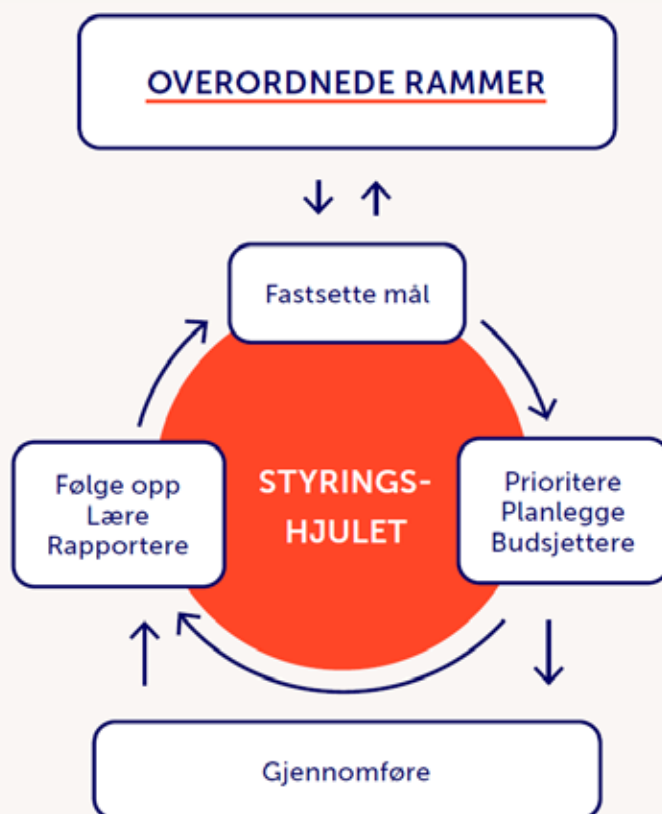 OVERORDNEDE RAMMER
Fastsette mål
STYRINGS-
HJULET
Prioritere
Planlegge
Budsjettere
Følge opp
Lære
Rapportere
Gjennomføre